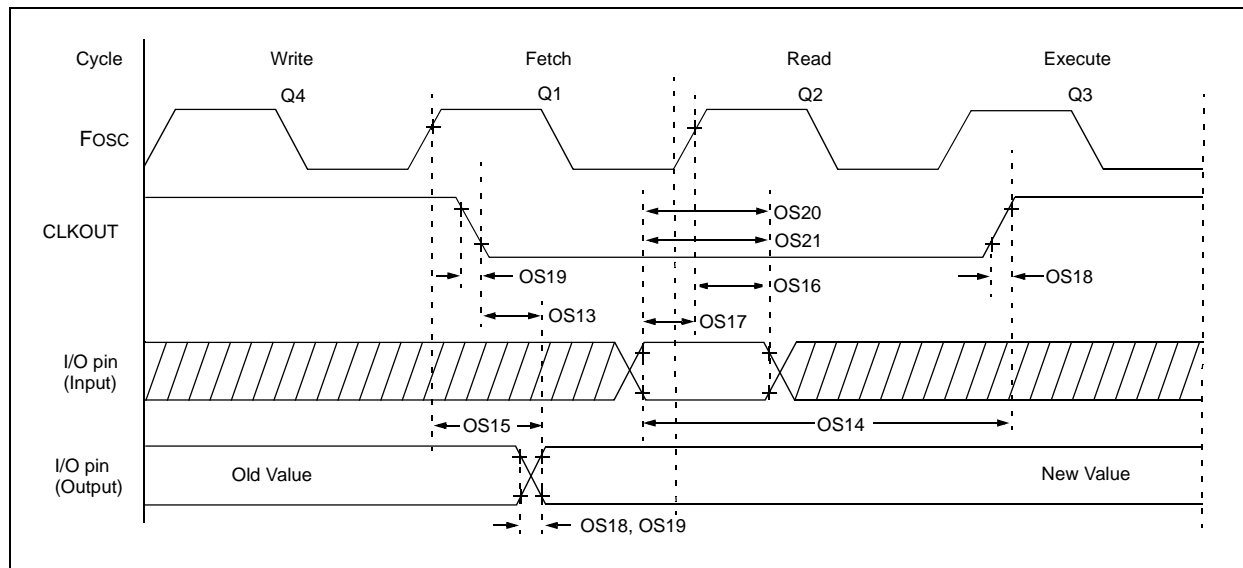 Cycle Write Fetch Read Execute
Q4 Q1 Q2 Q3
FOSC
CLKOUT
OS20
OS21
OS19 OS16 OS18
OS13 OS17
I/O pin
(Input)
OS15 OS14
I/O pin
(Output)
Old Value New Value
OS18, OS19